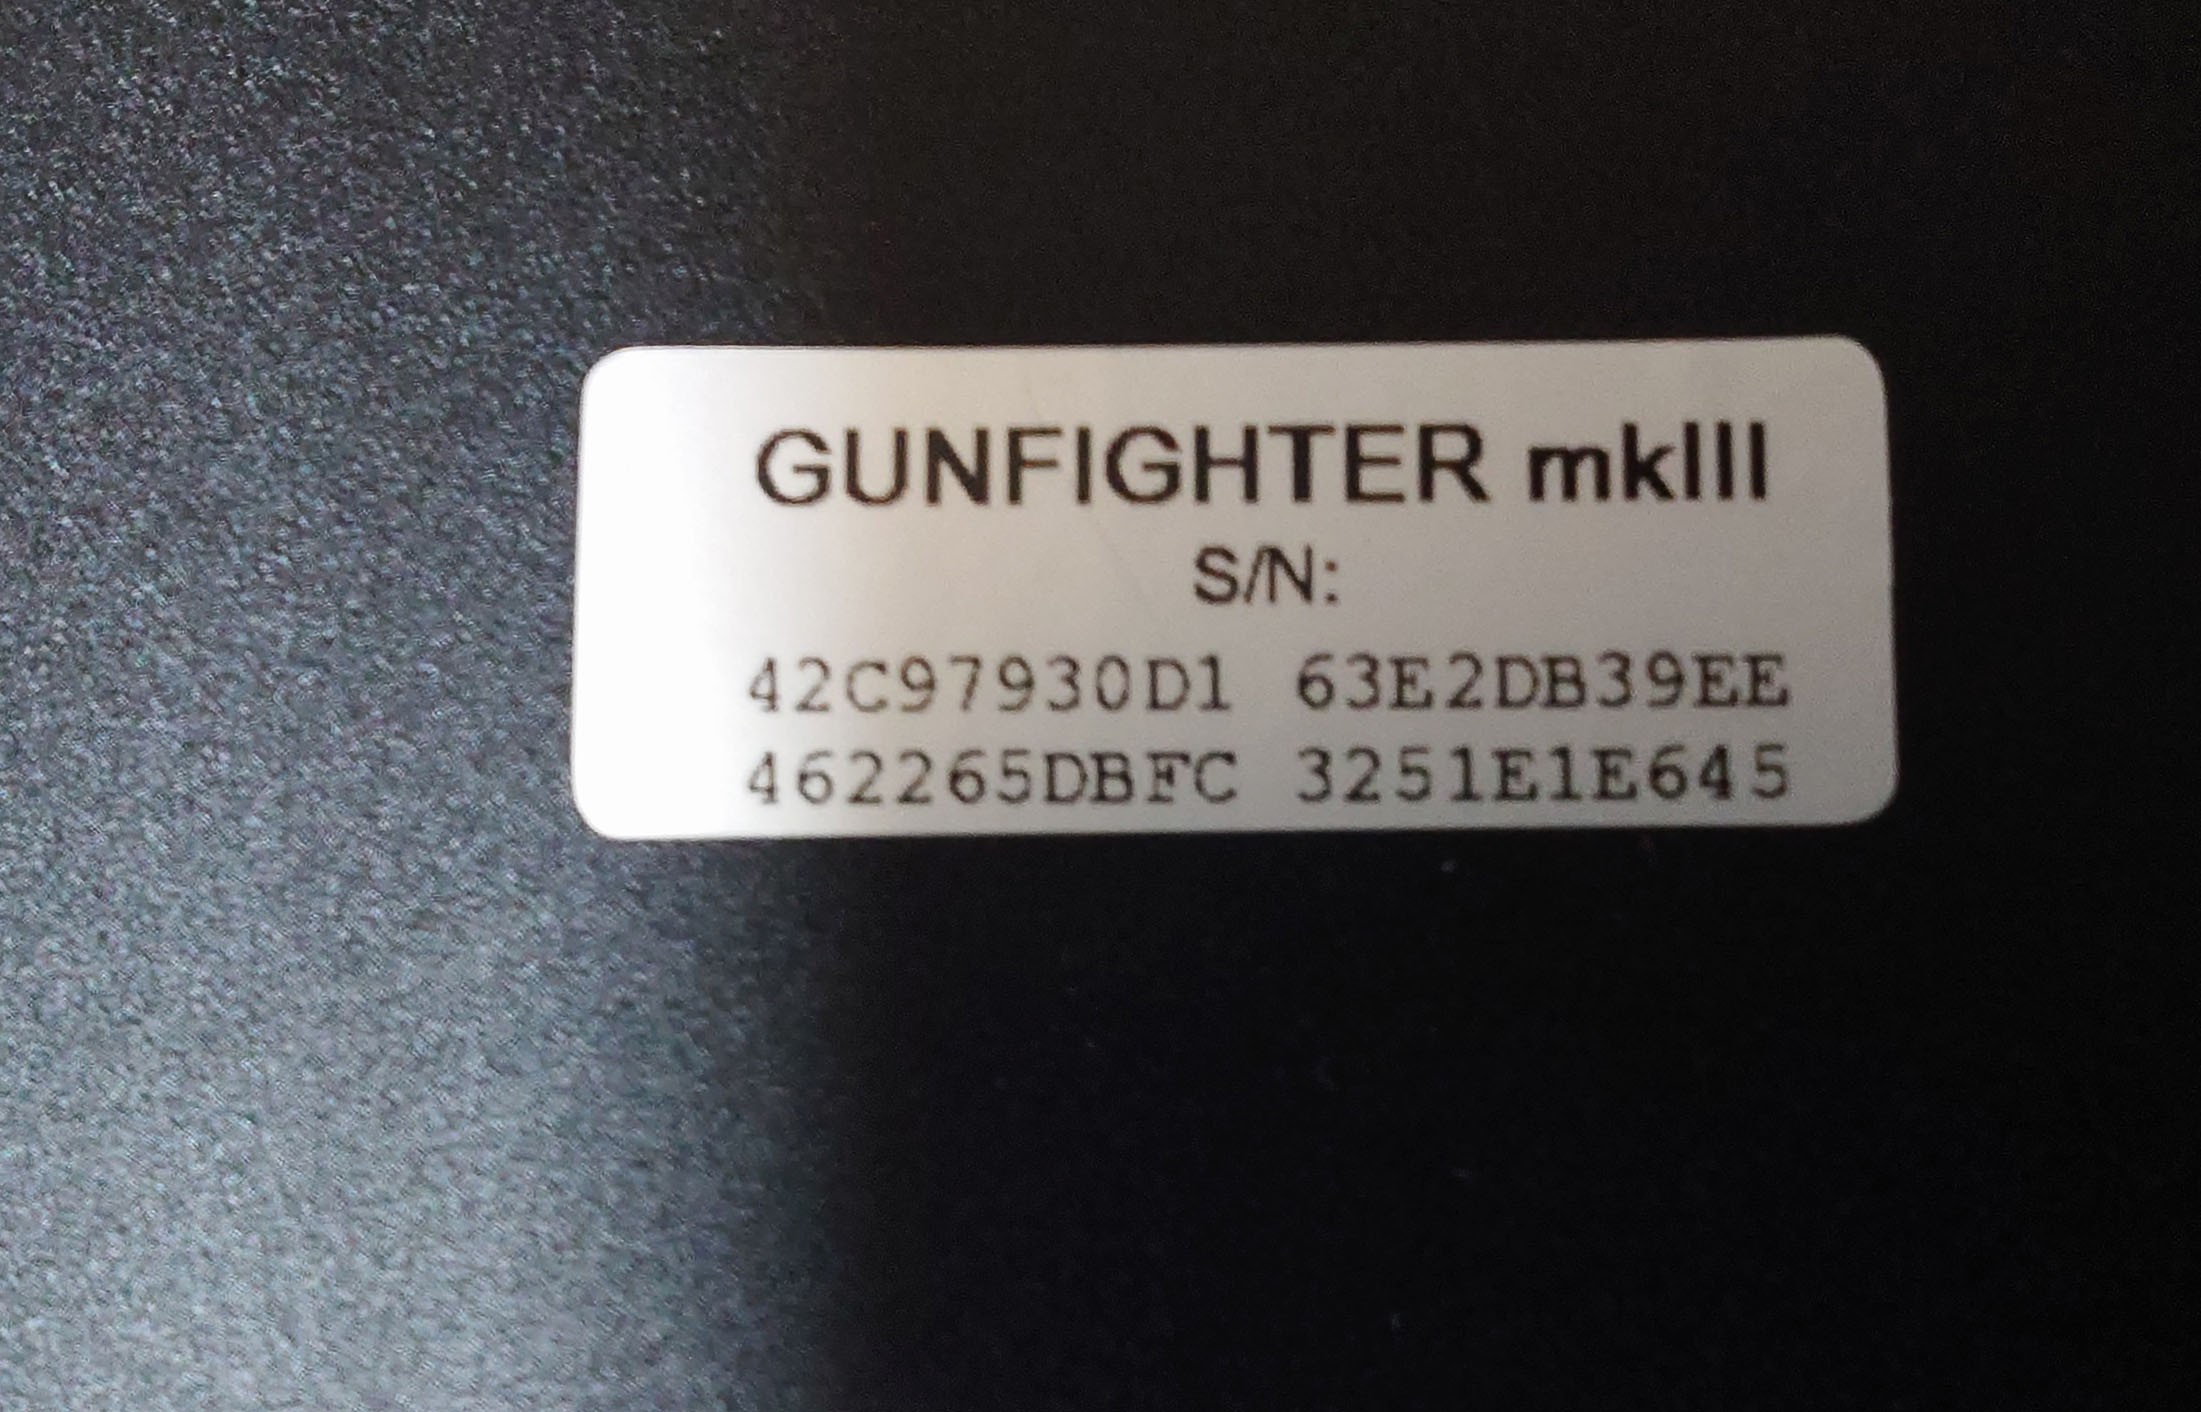 GUNFIGHTER mkIII
S/N:
42C97930D1 63E2DB39EE
462265DBFC 3251E1E645